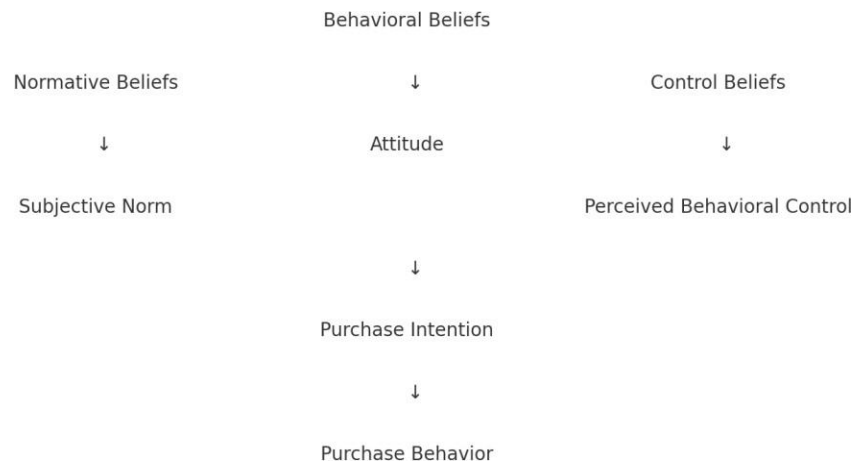 Behavioral Beliefs
Normative Beliefs ↓ Control Beliefs
↓ Attitude ↓
Subjective Norm Perceived Behavioral Control
↓
Purchase Intention
↓
Purchase Behavior